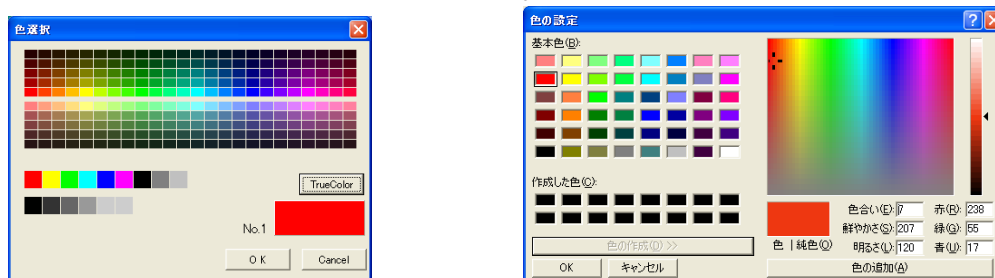 色選択
TrueColor
No.1
O K
Cancel
色の設定
基本色(B):
作成した色(C):
色の作成(D) >>
OK
キャンセル
色 | 純色(O)
色合い(E): 7
鮮やかさ(S): 207
明るさ(L): 120
赤(R): 238
緑(G): 55
青(U): 17
色の追加(A)